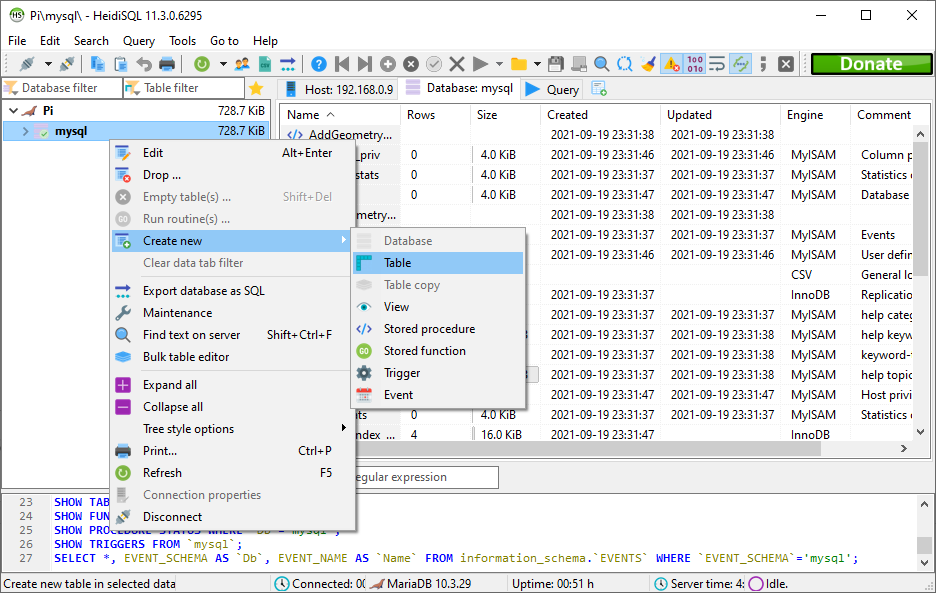 Pi\mysql\ - HeidiSQL 11.3.0.6295
File Edit Search Query Tools Go to Help
Donate
Database filter Table filter Host: 192.168.0.9 Database: mysql Query
Pi 728.7 KiB
mysql 728.7 KiB
Name Rows Size Created Updated Engine Comment
AddGeometry... 2021-09-19 23:31:38 2021-09-19 23:31:38
_priv 0 4.0 KiB 2021-09-19 23:31:46 2021-09-19 23:31:46 MyISAM Column p
stats 0 4.0 KiB 2021-09-19 23:31:37 2021-09-19 23:31:37 MyISAM Statistics
0 4.0 KiB 2021-09-19 23:31:47 2021-09-19 23:31:47 MyISAM Database
metry... 2021-09-19 23:31:38 2021-09-19 23:31:38
2021-09-19 23:31:37 2021-09-19 23:31:37 MyISAM Events
2021-09-19 23:31:46 2021-09-19 23:31:46 MyISAM User defin
CSV General lo
2021-09-19 23:31:37 InnoDB Replication
2021-09-19 23:31:37 2021-09-19 23:31:37 MyISAM help categ
2021-09-19 23:31:38 2021-09-19 23:31:38 MyISAM help keyw
2021-09-19 23:31:38 2021-09-19 23:31:38 MyISAM keyword-
2021-09-19 23:31:38 2021-09-19 23:31:38 MyISAM help topic
2021-09-19 23:31:47 2021-09-19 23:31:47 MyISAM Host privi
0 4.0 KiB 2021-09-19 23:31:37 2021-09-19 23:31:37 MyISAM Statistics
ndex ... 4 16.0 KiB 2021-09-19 23:31:47 InnoDB
Edit Alt+Enter
Drop ...
Empty table(s) ... Shift+Del
Run routine(s) ...
Create new
Clear data tab filter
Export database as SQL
Maintenance
Find text on server Shift+Ctrl+F
Bulk table editor
Expand all
Collapse all
Tree style options
Print... Ctrl+P
Refresh F5
Connection properties
Disconnect
Database
Table
Table copy
View
Stored procedure
GO Stored function
Trigger
Event
egular expression
23 SHOW TAB
24 SHOW FUN
25 SHOW PROCEDURE STATUS WHERE `Db`='mysql';
26 SHOW TRIGGERS FROM `mysql`;
27 SELECT *, EVENT_SCHEMA AS `Db`, EVENT_NAME AS `Name` FROM information_schema.`EVENTS` WHERE `EVENT_SCHEMA`='mysql';
Create new table in selected data Connected: 00 MariaDB 10.3.29 Uptime: 00:51 h Server time: 4: Idle.